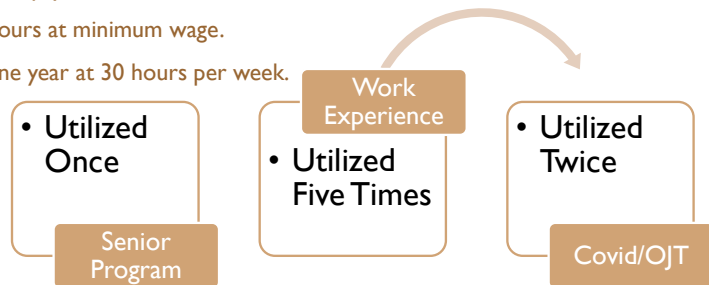 ours at minimum wage.
ne year at 30 hours per week.
• Utilized
Once
Senior
Program
Work
Experience
• Utilized
Five Times
• Utilized
Twice
Covid/OJT